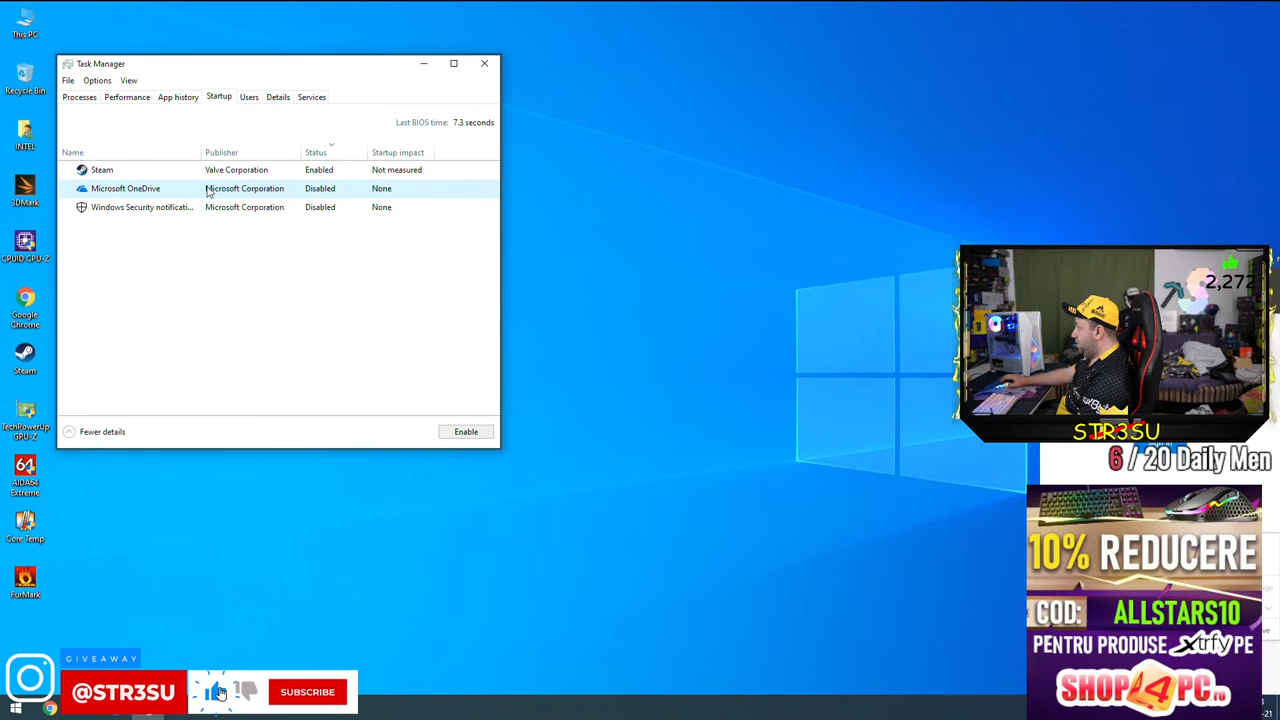 This PC
Recycle Bin
INTEL
3DMark
CPUID CPU-Z
Google
Chrome
Steam
TechPowerUp
GPU-Z
64
AIDA64
Extreme
Core Temp
FurMark
Task Manager
File Options View
Processes Performance App history Startup Users Details Services
Last BIOS time: 7.3 seconds
Name Publisher Status Startup impact
Steam Valve Corporation Enabled Not measured
Microsoft OneDrive Microsoft Corporation Disabled None
Windows Security notificati... Microsoft Corporation Disabled None
Fewer details
Enable
2,272
STR3SU
6 / 20 Daily Men
10% REDUCERE
COD: ALLSTARS10
PENTRU PRODUSE xtrfy PE
SHOP4PC.ro
GIVEAWAY
@STR3SU
SUBSCRIBE